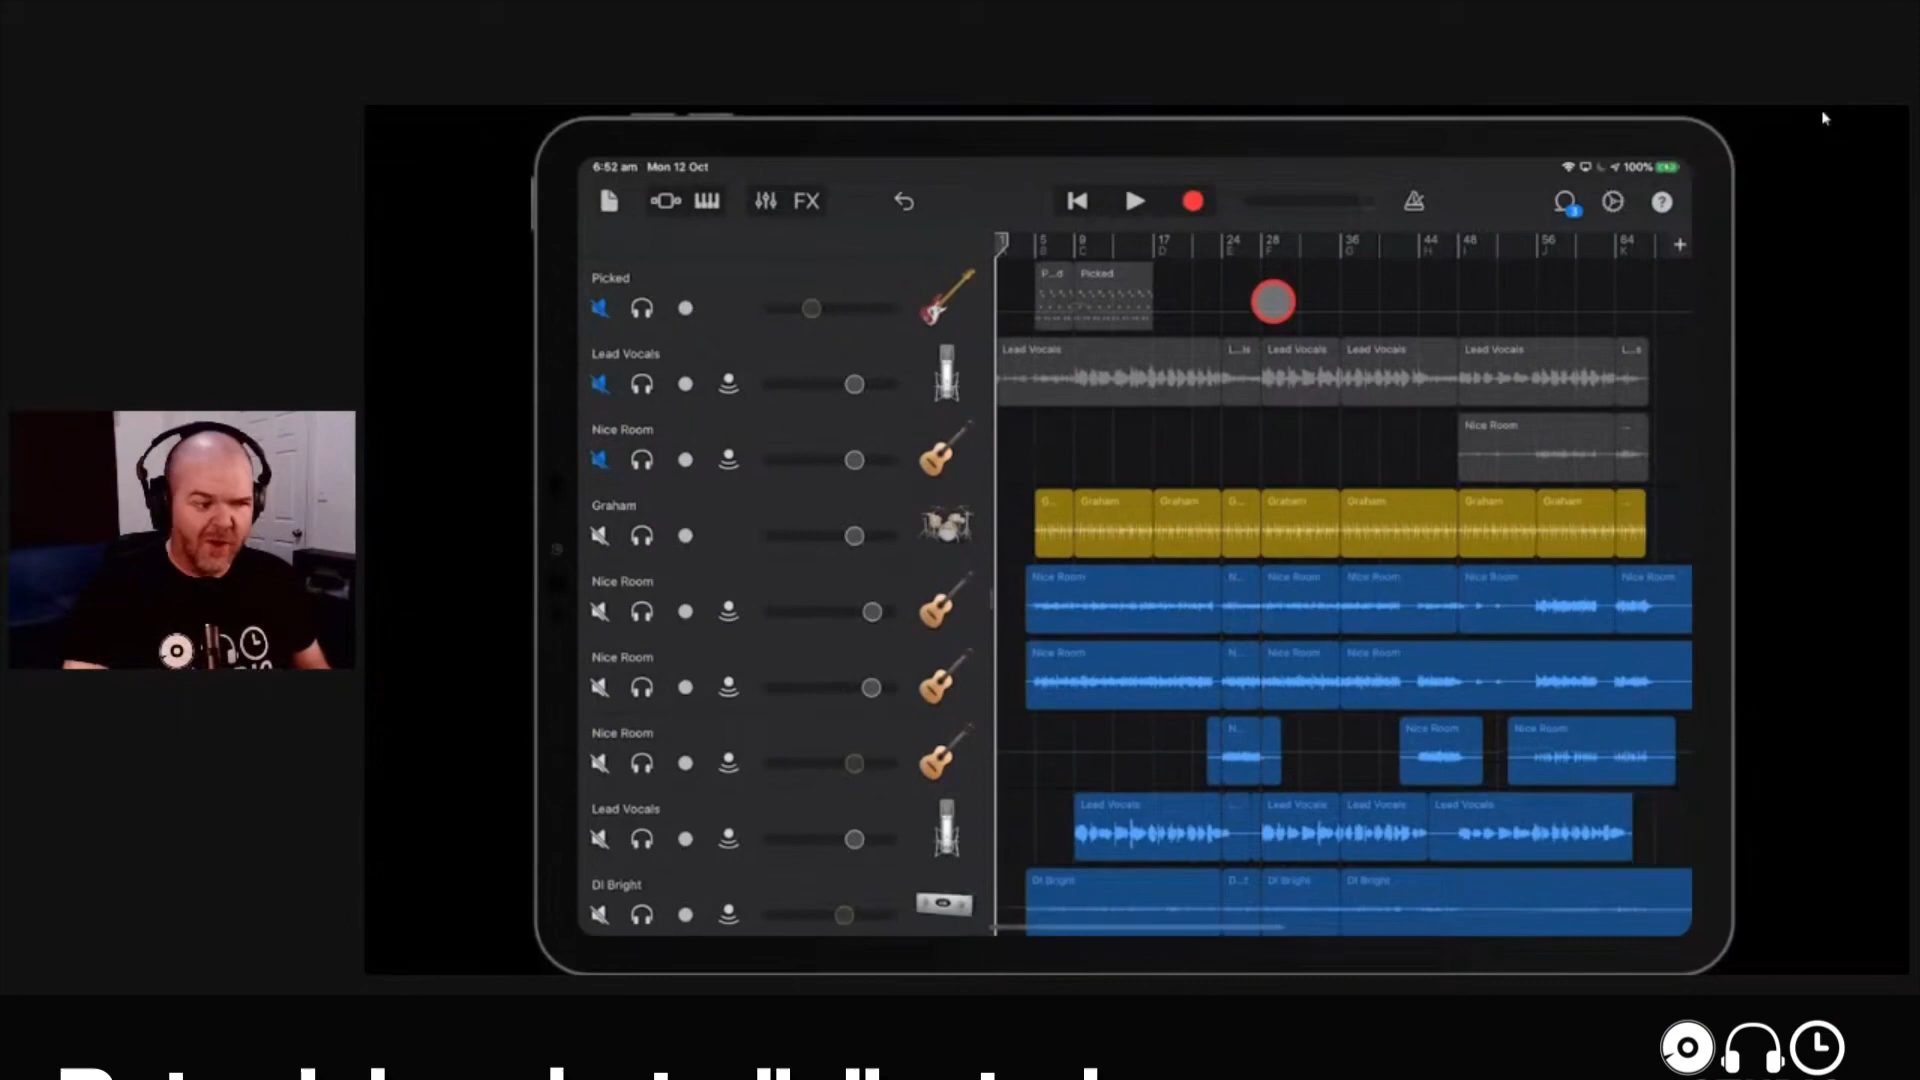 6:52 am Mon 12 Oct 100%
FX
3
?
1 5 9 17 24 28 36 44 48 56 64 +
B C D E F G H I J K
Picked
P...d Picked
Lead Vocals
Lead Vocals L...ls Lead Vocals Lead Vocals Lead Vocals L...s
Nice Room
Nice Room ...
Graham
G... Graham Graham G... Graham Graham Graham Graham ...
Nice Room
Nice Room N... Nice Room Nice Room Nice Room Nice Room
Nice Room
Nice Room N... Nice Room Nice Room
Nice Room
N... Nice Room Nice Room
Lead Vocals
Lead Vocals ... Lead Vocals Lead Vocals Lead Vocals
DI Bright
DI Bright D...t DI Bright DI Bright